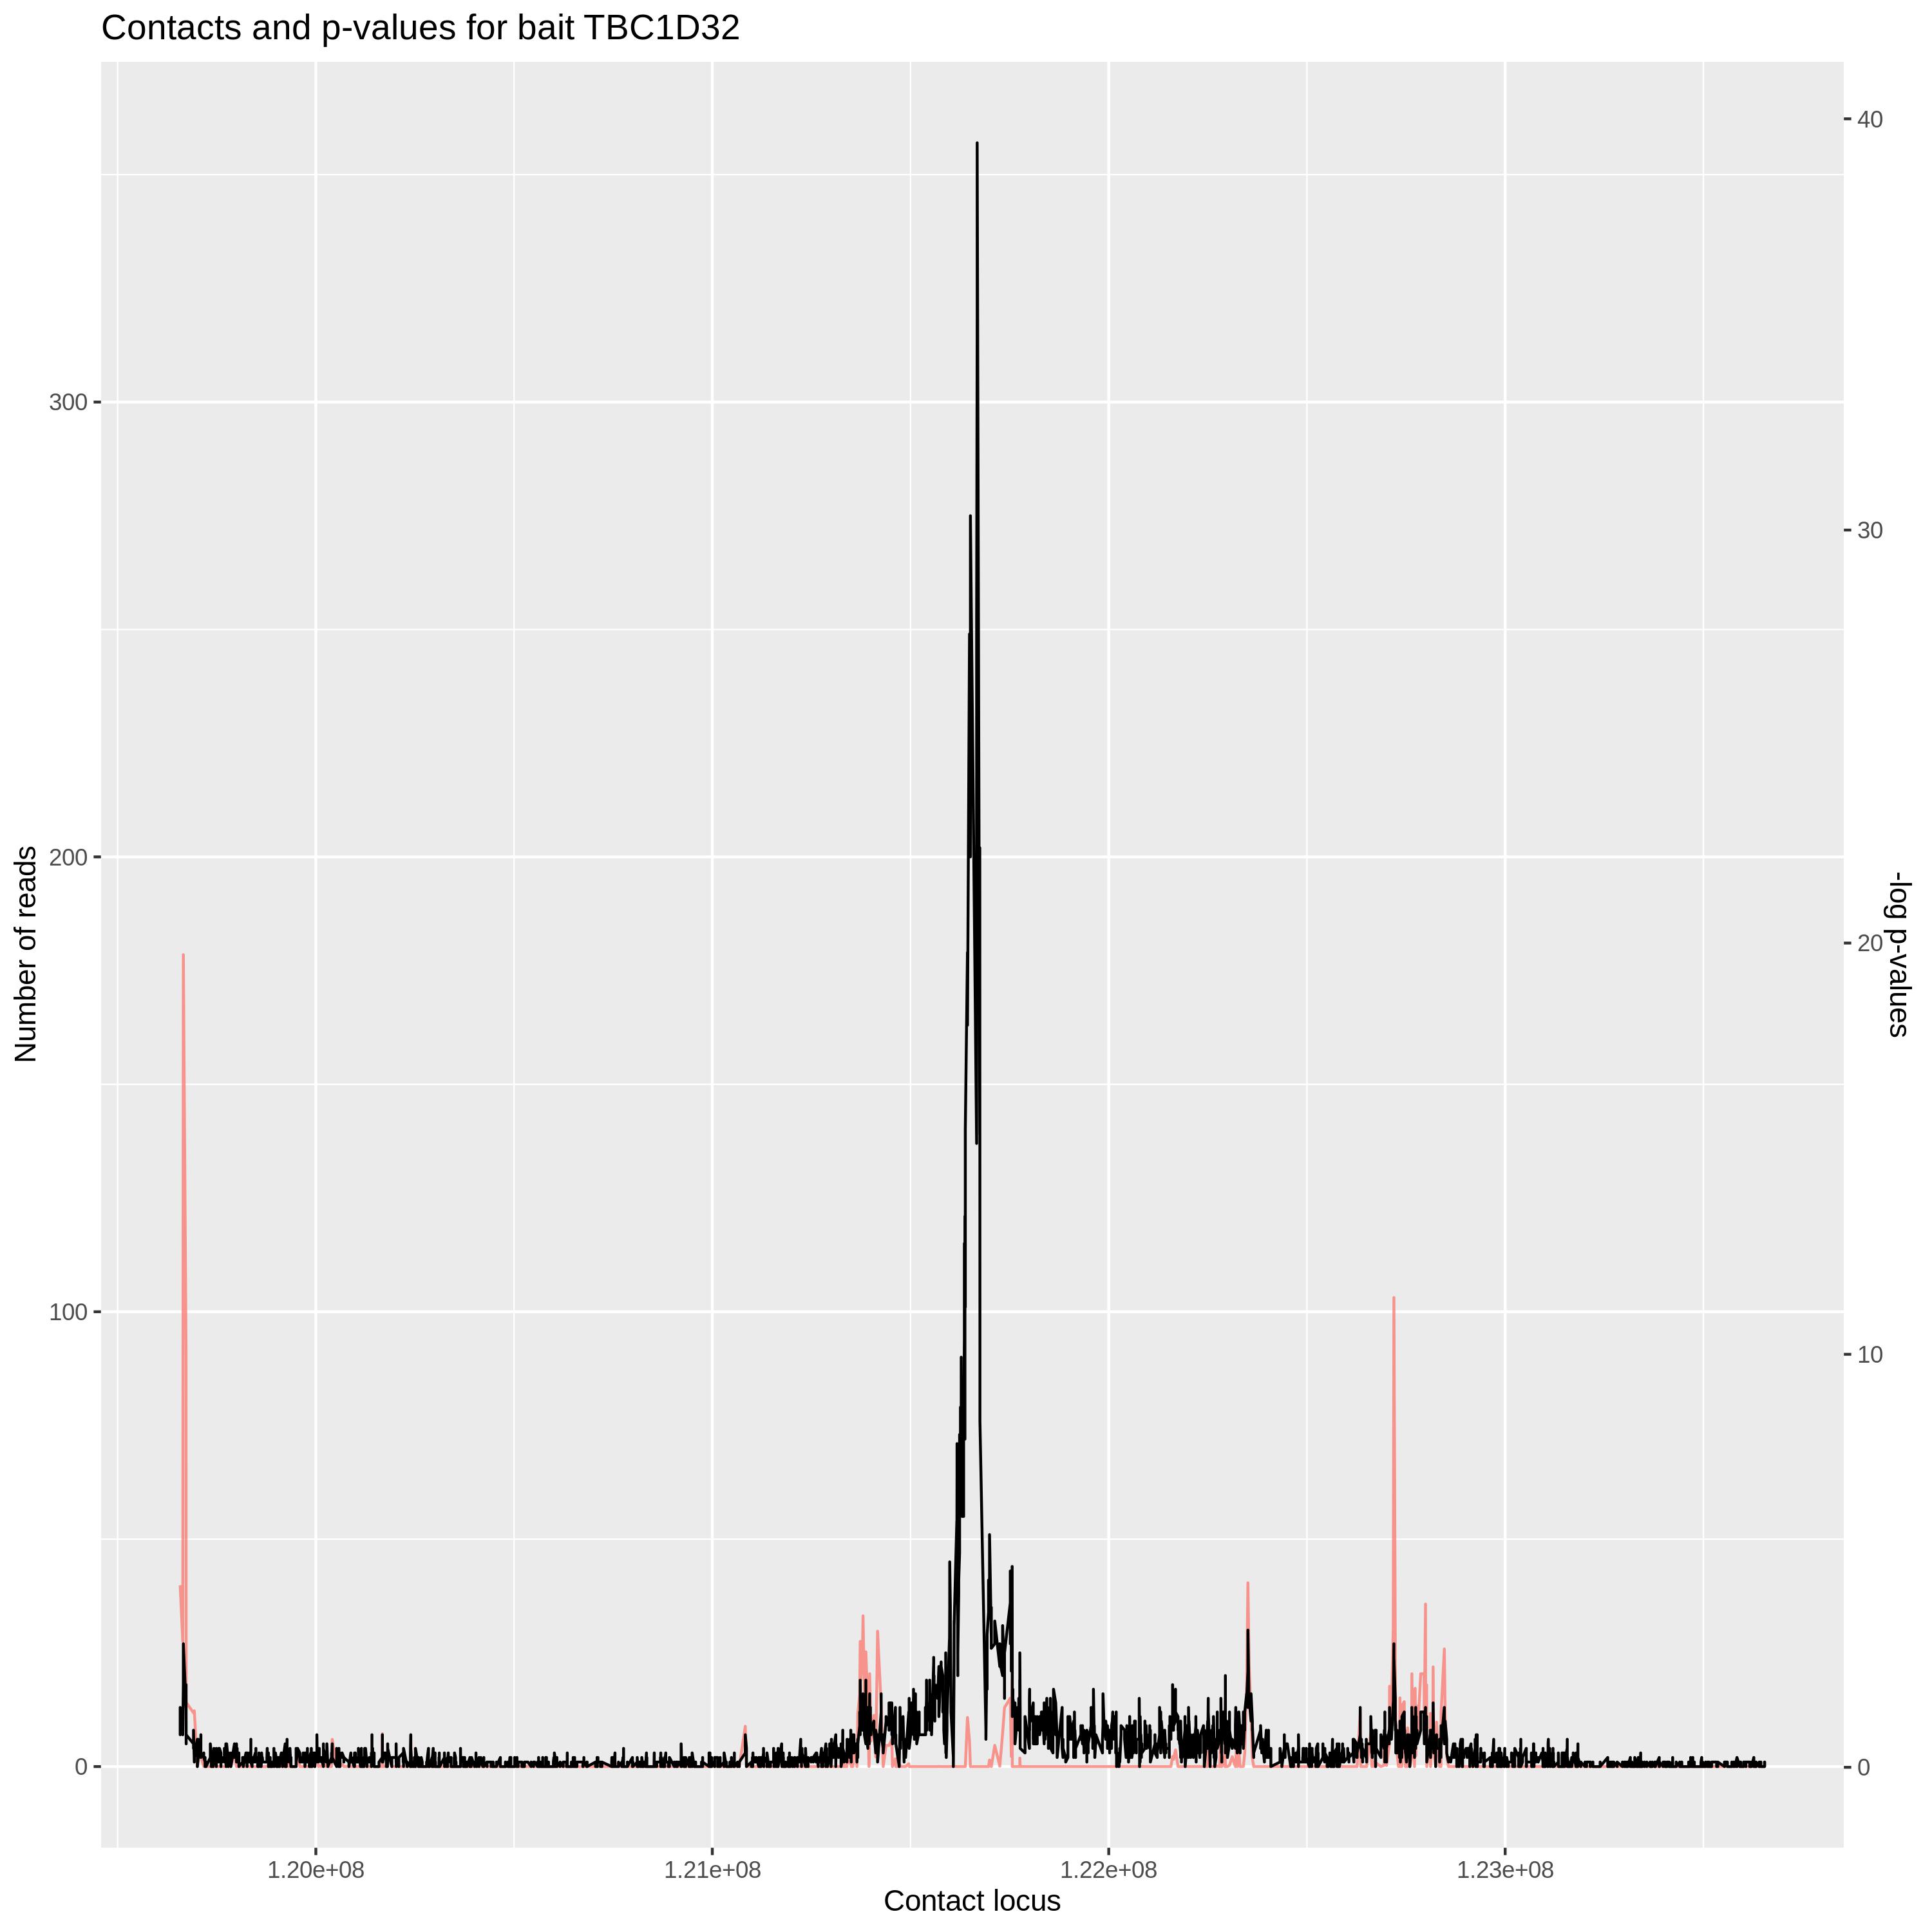 Contacts and p-values for bait TBC1D32
Number of reads
300
200
100
0
40
30
20
10
0
-log p-values
1.20e+08
1.21e+08
1.22e+08
1.23e+08
Contact locus